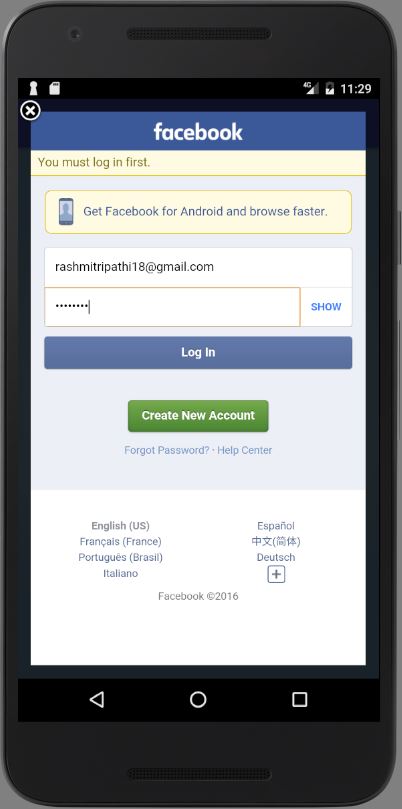 4G 11:29
facebook
You must log in first.
Get Facebook for Android and browse faster.
rashmitripathi18@gmail.com
•••••••• SHOW
Log In
Create New Account
Forgot Password? · Help Center
English (US) Español
Français (France) 中文(简体)
Português (Brasil) Deutsch
Italiano
Facebook ©2016